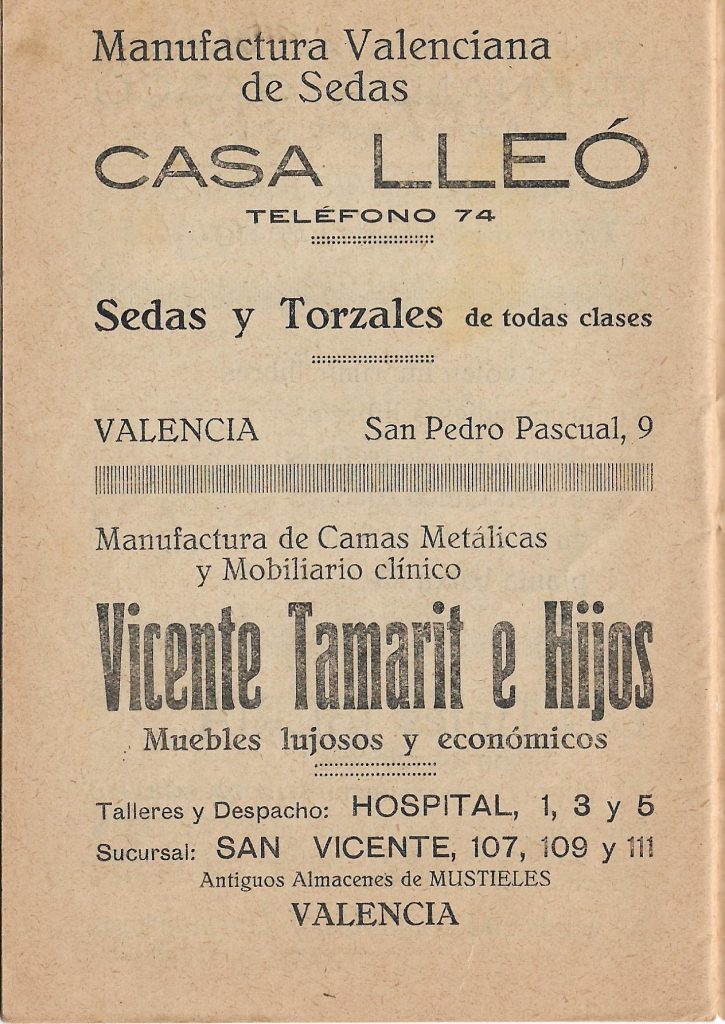 Manufactura Valenciana
de Sedas
CASA LLEÓ
TELÉFONO 74
Sedas y Torzales de todas clases
VALENCIA San Pedro Pascual, 9
Manufactura de Camas Metálicas
y Mobiliario clínico
Vicente Tamarit e Hijos
Muebles lujosos y económicos
Talleres y Despacho: HOSPITAL, 1, 3 y 5
Sucursal: SAN VICENTE, 107, 109 y 111
Antiguos Almacenes de MUSTIELES
VALENCIA